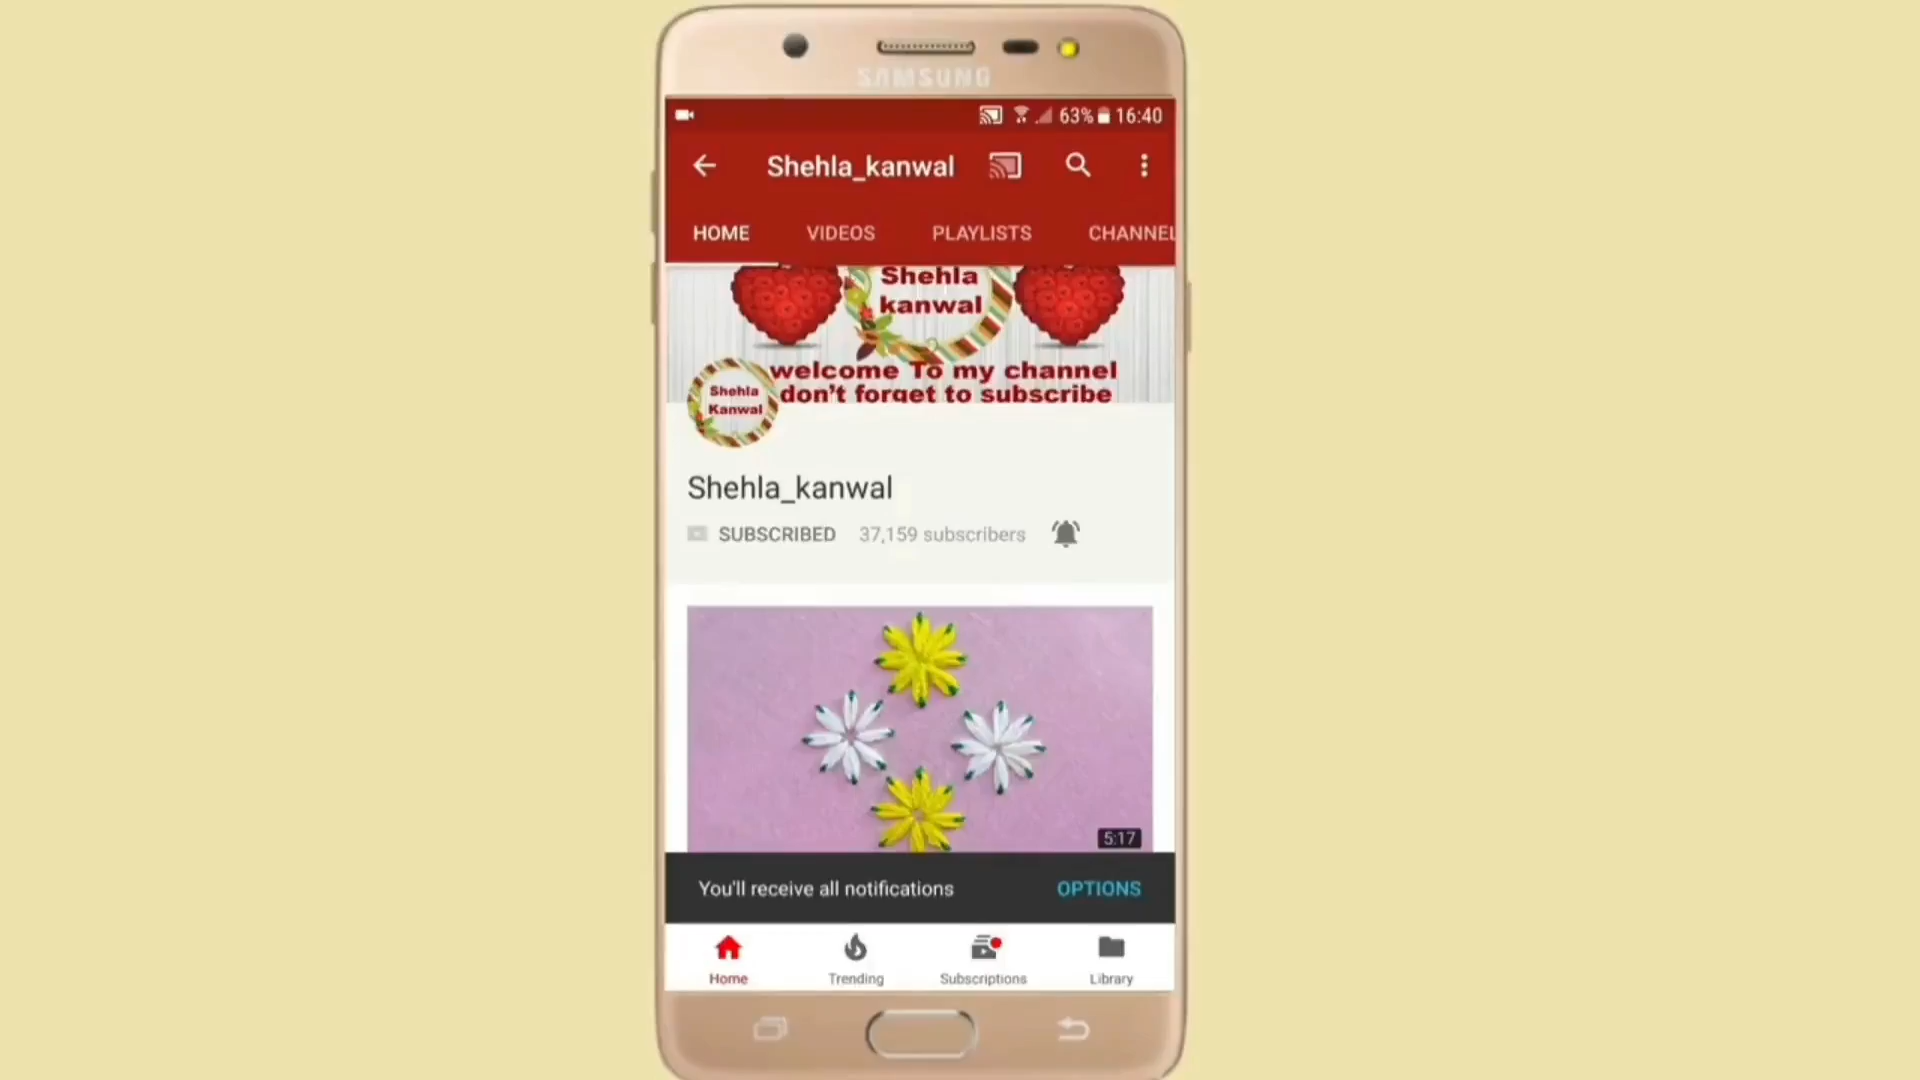 SAMSUNG
63% 16:40
Shehla_kanwal
HOME VIDEOS PLAYLISTS CHANNEL
Shehla
kanwal
welcome To my channel
don't forget to subscribe
Shehla
Kanwal
Shehla_kanwal
SUBSCRIBED 37,159 subscribers
5:17
You'll receive all notifications OPTIONS
Home Trending Subscriptions Library